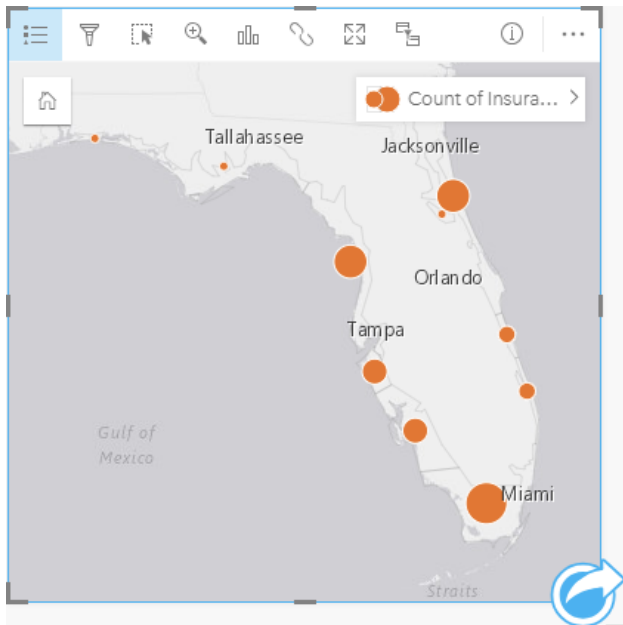 Count of Insura...
Tallahassee
Jacksonville
Orlando
Tampa
Gulf of
Mexico
Miami
Straits